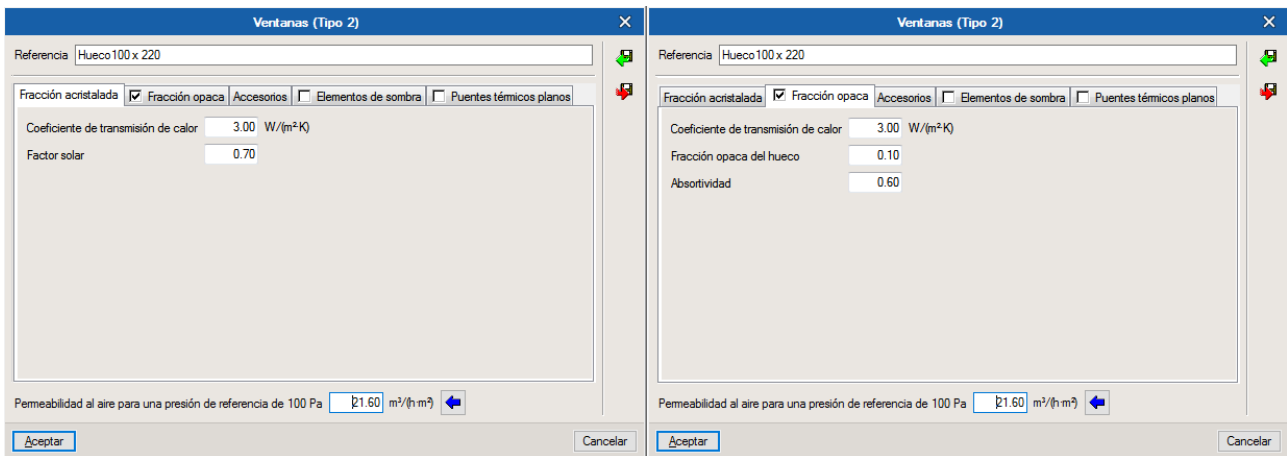 Ventanas (Tipo 2)
Referencia Hueco100 x 220
Fracción acristalada Fracción opaca Accesorios Elementos de sombra Puentes térmicos planos
Coeficiente de transmisión de calor 3.00 W/(m²·K)
Factor solar 0.70
Permeabilidad al aire para una presión de referencia de 100 Pa 21.60 m³/(h·m²)
Aceptar Cancelar
Ventanas (Tipo 2)
Referencia Hueco100 x 220
Fracción acristalada Fracción opaca Accesorios Elementos de sombra Puentes térmicos planos
Coeficiente de transmisión de calor 3.00 W/(m²·K)
Fracción opaca del hueco 0.10
Absortividad 0.60
Permeabilidad al aire para una presión de referencia de 100 Pa 21.60 m³/(h·m²)
Aceptar Cancelar